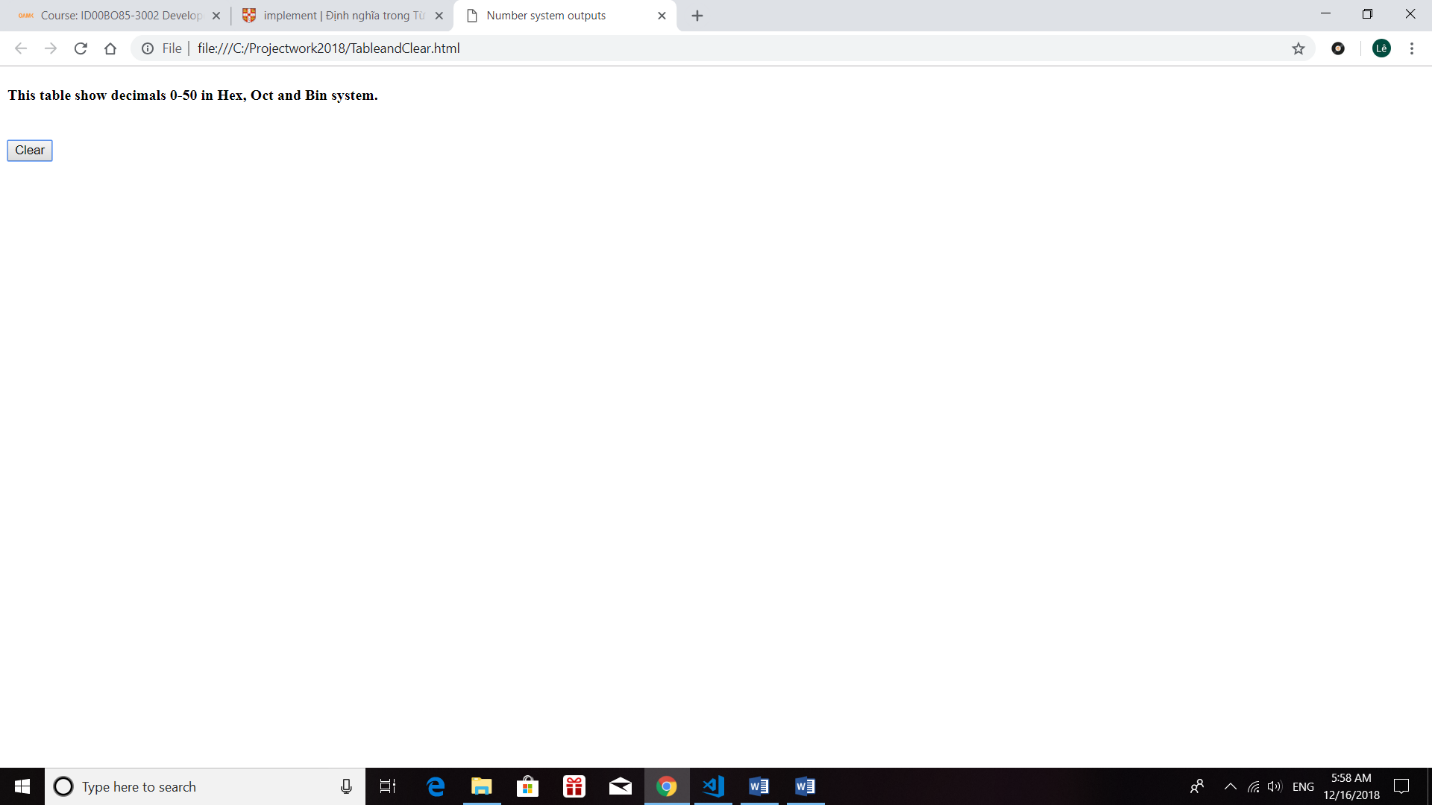 Course: ID00BO85-3002 Develop
implement | Định nghĩa trong Từ
Number system outputs
File
file:///C:/Projectwork2018/TableandClear.html
Lê
This table show decimals 0-50 in Hex, Oct and Bin system.
Clear
Type here to search
ENG
5:58 AM
12/16/2018